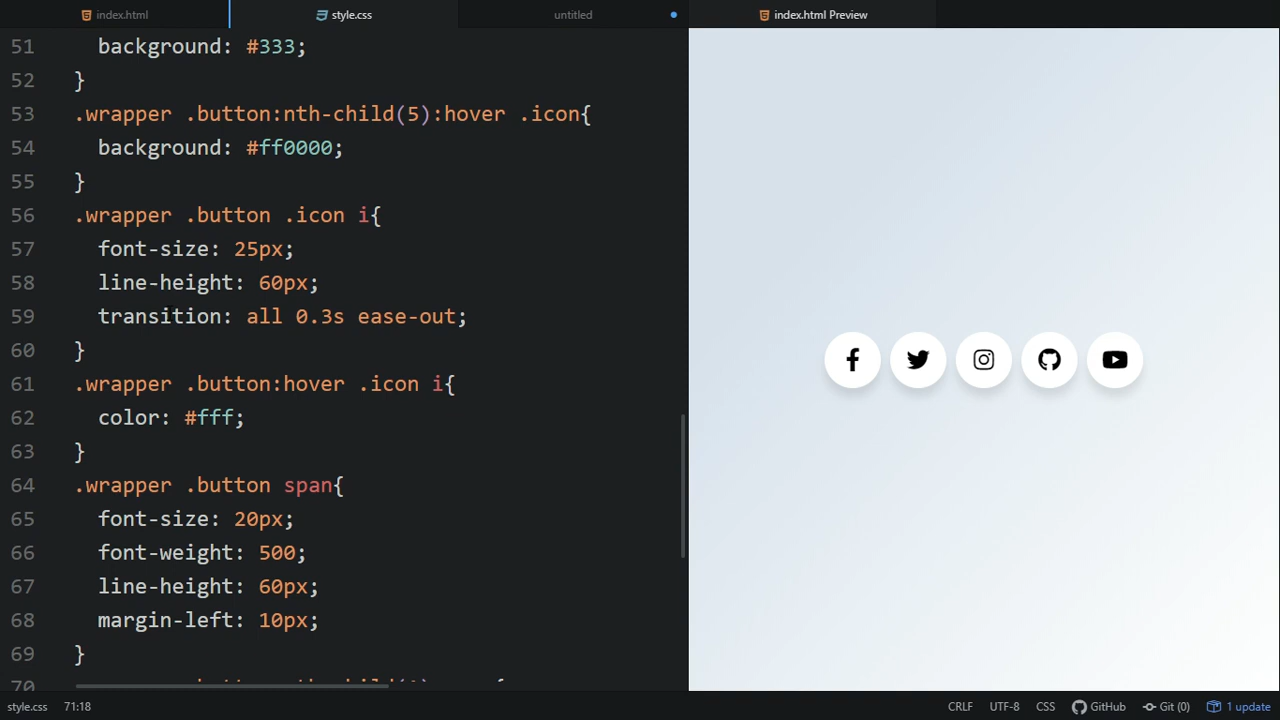 index.html
style.css
untitled
index.html Preview
51 background: #333;
52 }
53 .wrapper .button:nth-child(5):hover .icon{
54 background: #ff0000;
55 }
56 .wrapper .button .icon i{
57 font-size: 25px;
58 line-height: 60px;
59 transition: all 0.3s ease-out;
60 }
61 .wrapper .button:hover .icon i{
62 color: #fff;
63 }
64 .wrapper .button span{
65 font-size: 20px;
66 font-weight: 500;
67 line-height: 60px;
68 margin-left: 10px;
69 }
70
style.css 71:18 CRLF UTF-8 CSS GitHub Git (0) 1 update